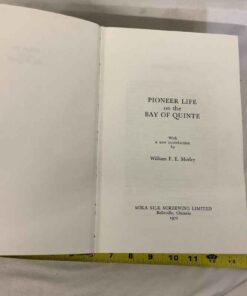 PIONEER LIFE
on the
BAY OF QUINTE
With
a new introduction
by
William F. E. Morley
MIKA SILK SCREENING LIMITED
Belleville, Ontario
1972
7 8 9 10 11 12